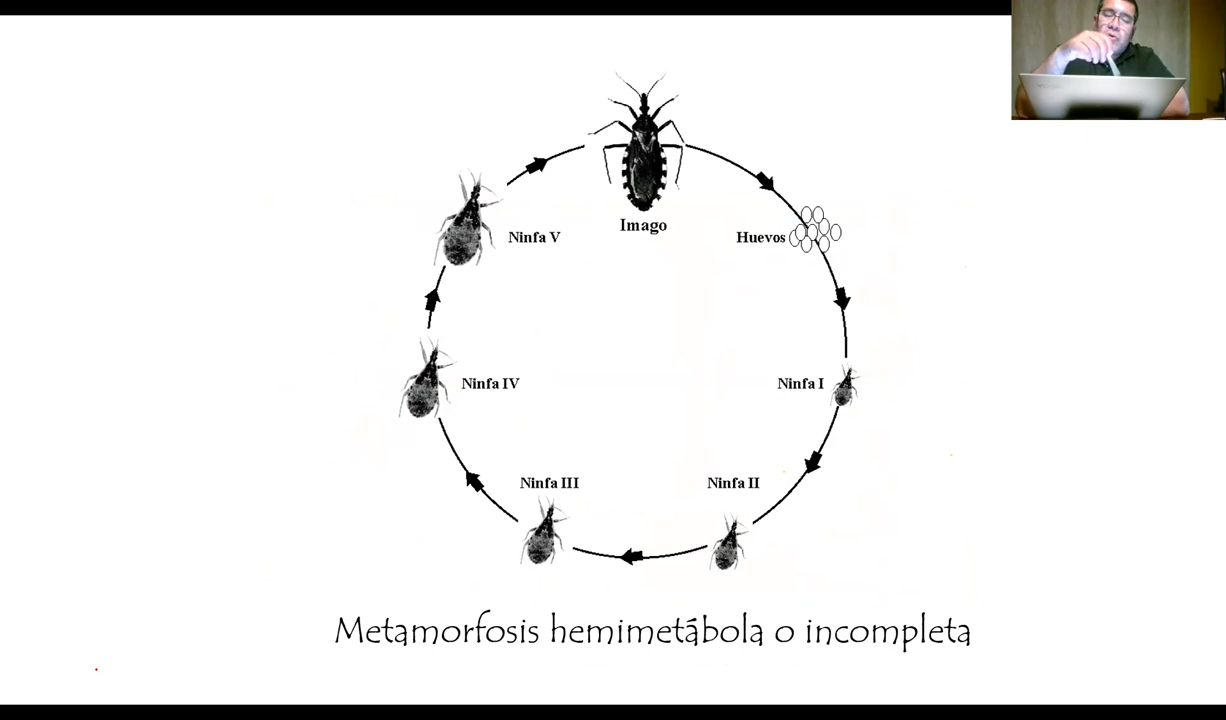 Imago
Ninfa V
Huevos
Ninfa IV
Ninfa I
Ninfa III
Ninfa II
Metamorfosis hemimetábola o incompleta